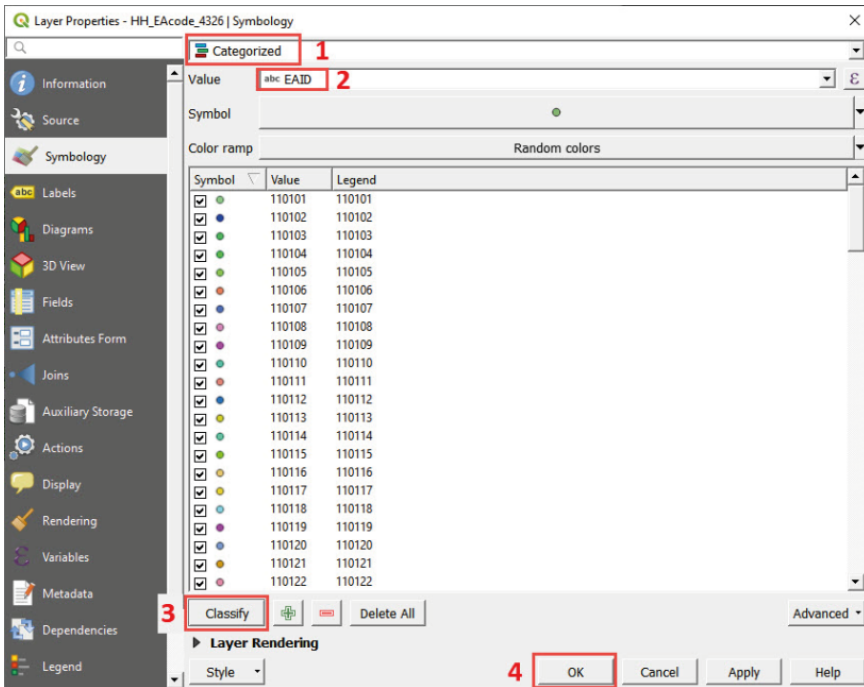 Layer Properties - HH_EAcode_4326 | Symbology
Categorized 1
Value abc EAID 2 ε
Symbol
Color ramp Random colors
Symbol Value Legend
110101 110101
110102 110102
110103 110103
110104 110104
110105 110105
110106 110106
110107 110107
110108 110108
110109 110109
110110 110110
110111 110111
110112 110112
110113 110113
110114 110114
110115 110115
110116 110116
110117 110117
110118 110118
110119 110119
110120 110120
110121 110121
110122 110122
3 Classify Delete All Advanced
Layer Rendering
Style 4 OK Cancel Apply Help
Information
Source
Symbology
abc Labels
Diagrams
3D View
Fields
Attributes Form
Joins
Auxiliary Storage
Actions
Display
Rendering
Variables
Metadata
Dependencies
Legend